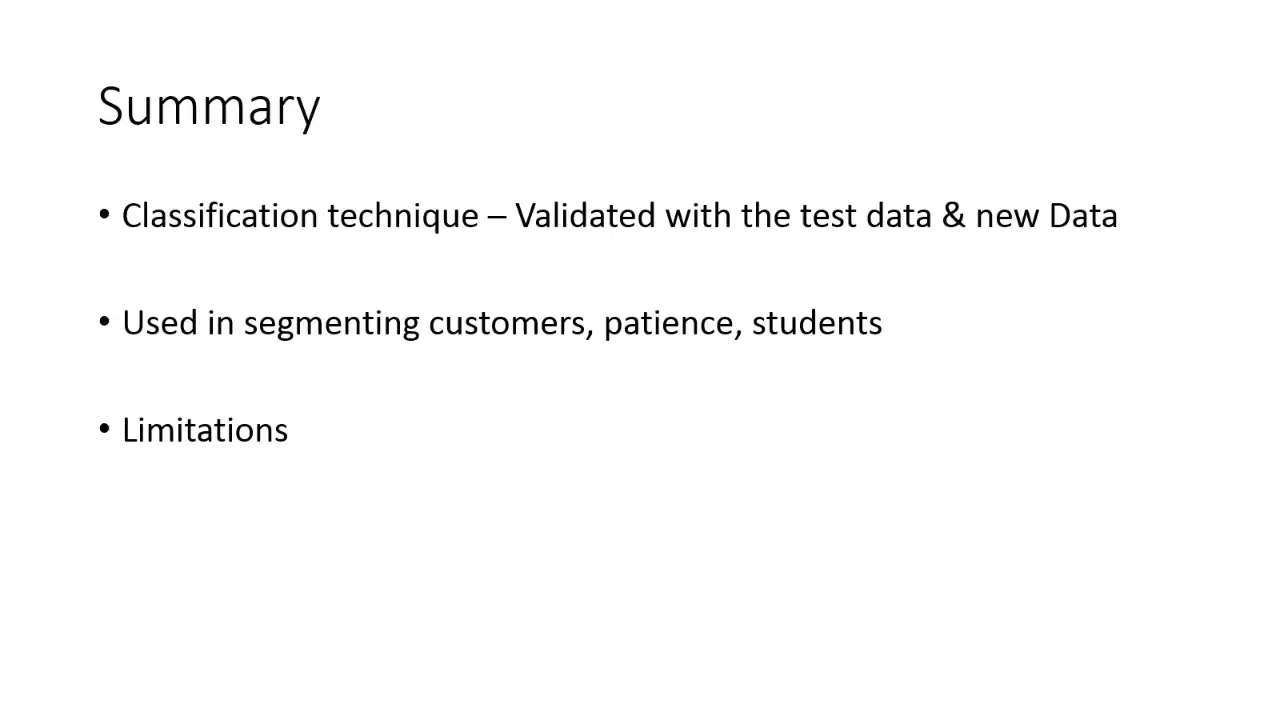 Summary
• Classification technique – Validated with the test data & new Data
• Used in segmenting customers, patience, students
• Limitations